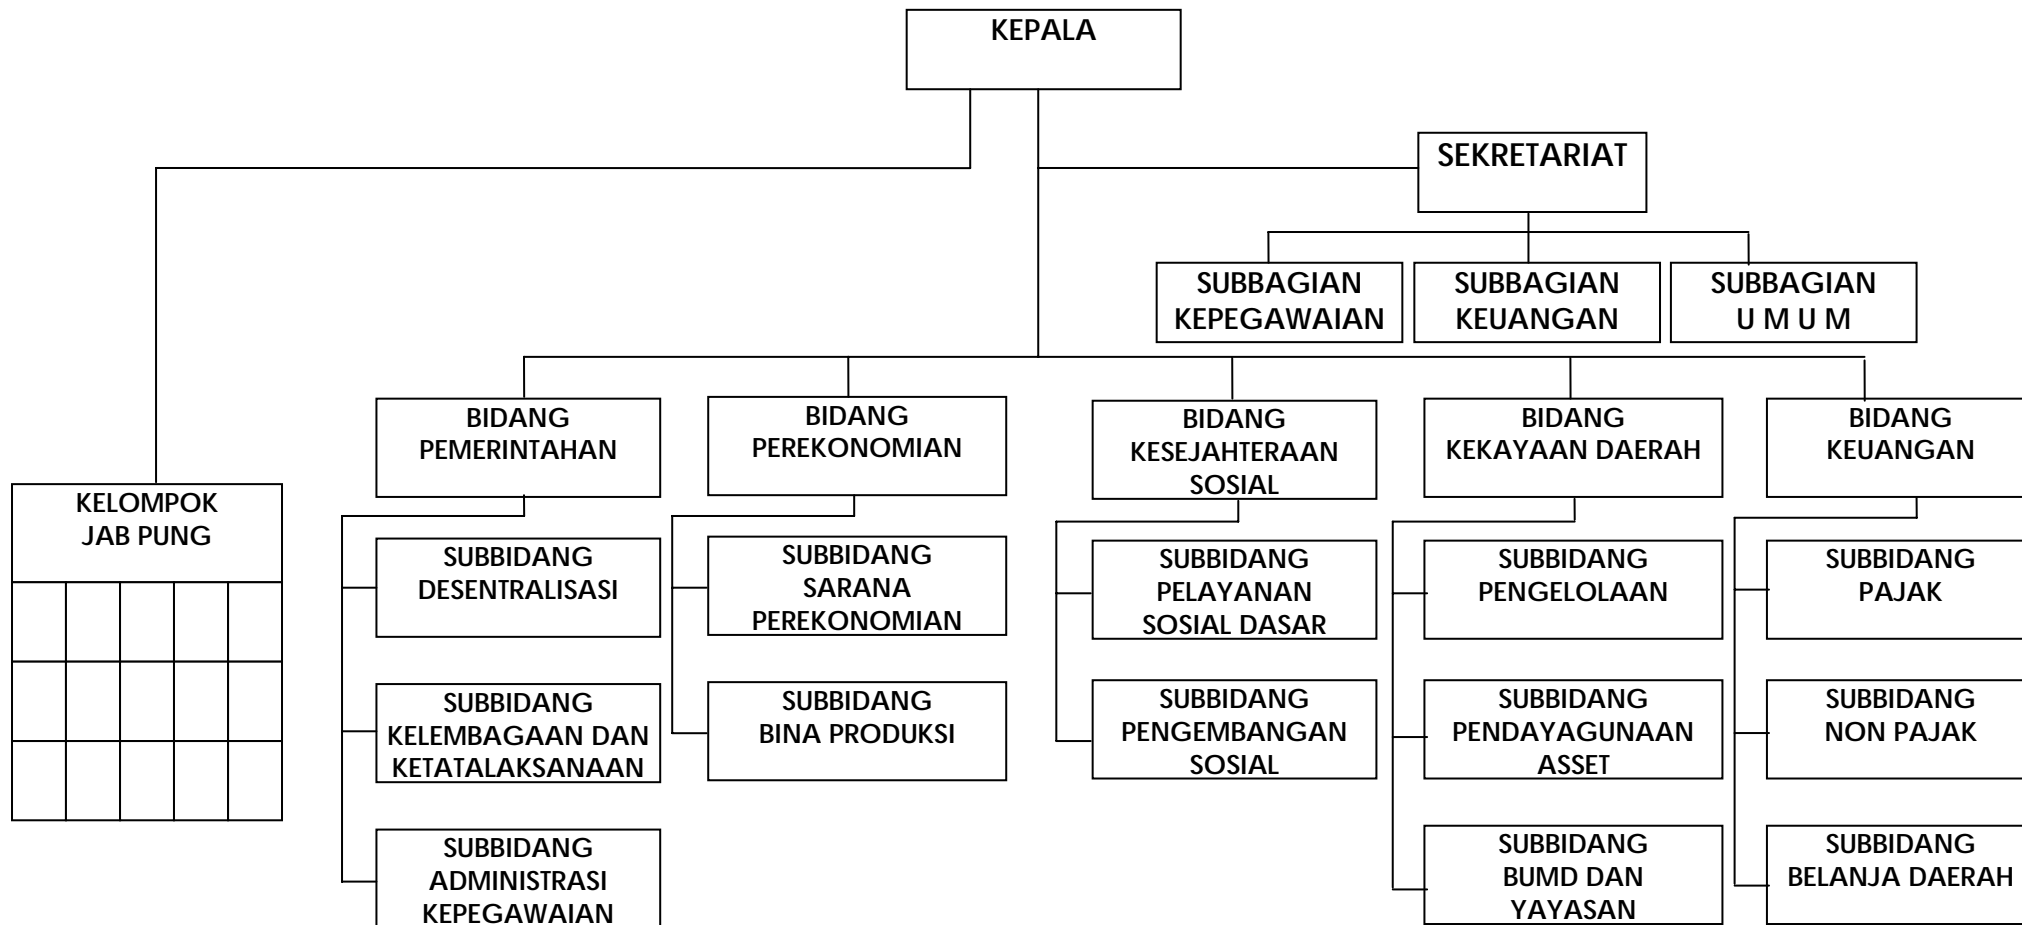 KEPALA
SEKRETARIAT
SUBBAGIAN
KEPEGAWAIAN
SUBBAGIAN
KEUANGAN
SUBBAGIAN
U M U M
BIDANG
PEMERINTAHAN
BIDANG
PEREKONOMIAN
BIDANG
KESEJAHTERAAN
SOSIAL
BIDANG
KEKAYAAN DAERAH
BIDANG
KEUANGAN
KELOMPOK
JAB PUNG
SUBBIDANG
DESENTRALISASI
SUBBIDANG
SARANA
PEREKONOMIAN
SUBBIDANG
PELAYANAN
SOSIAL DASAR
SUBBIDANG
PENGELOLAAN
SUBBIDANG
PAJAK
SUBBIDANG
KELEMBAGAAN DAN
KETATALAKSANAAN
SUBBIDANG
BINA PRODUKSI
SUBBIDANG
PENGEMBANGAN
SOSIAL
SUBBIDANG
PENDAYAGUNAAN
ASSET
SUBBIDANG
NON PAJAK
SUBBIDANG
ADMINISTRASI
KEPEGAWAIAN
SUBBIDANG
BUMD DAN
YAYASAN
SUBBIDANG
BELANJA DAERAH